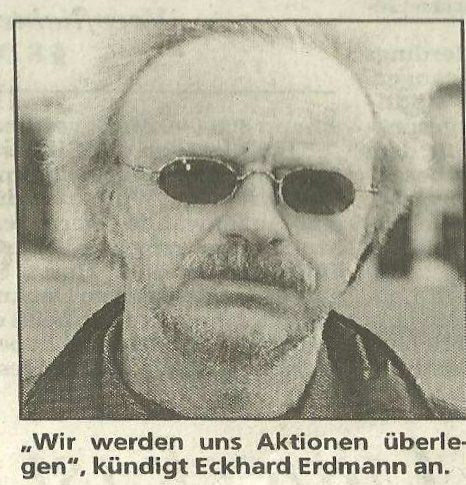 „Wir werden uns Aktionen überle-
gen“, kündigt Eckhard Erdmann an.